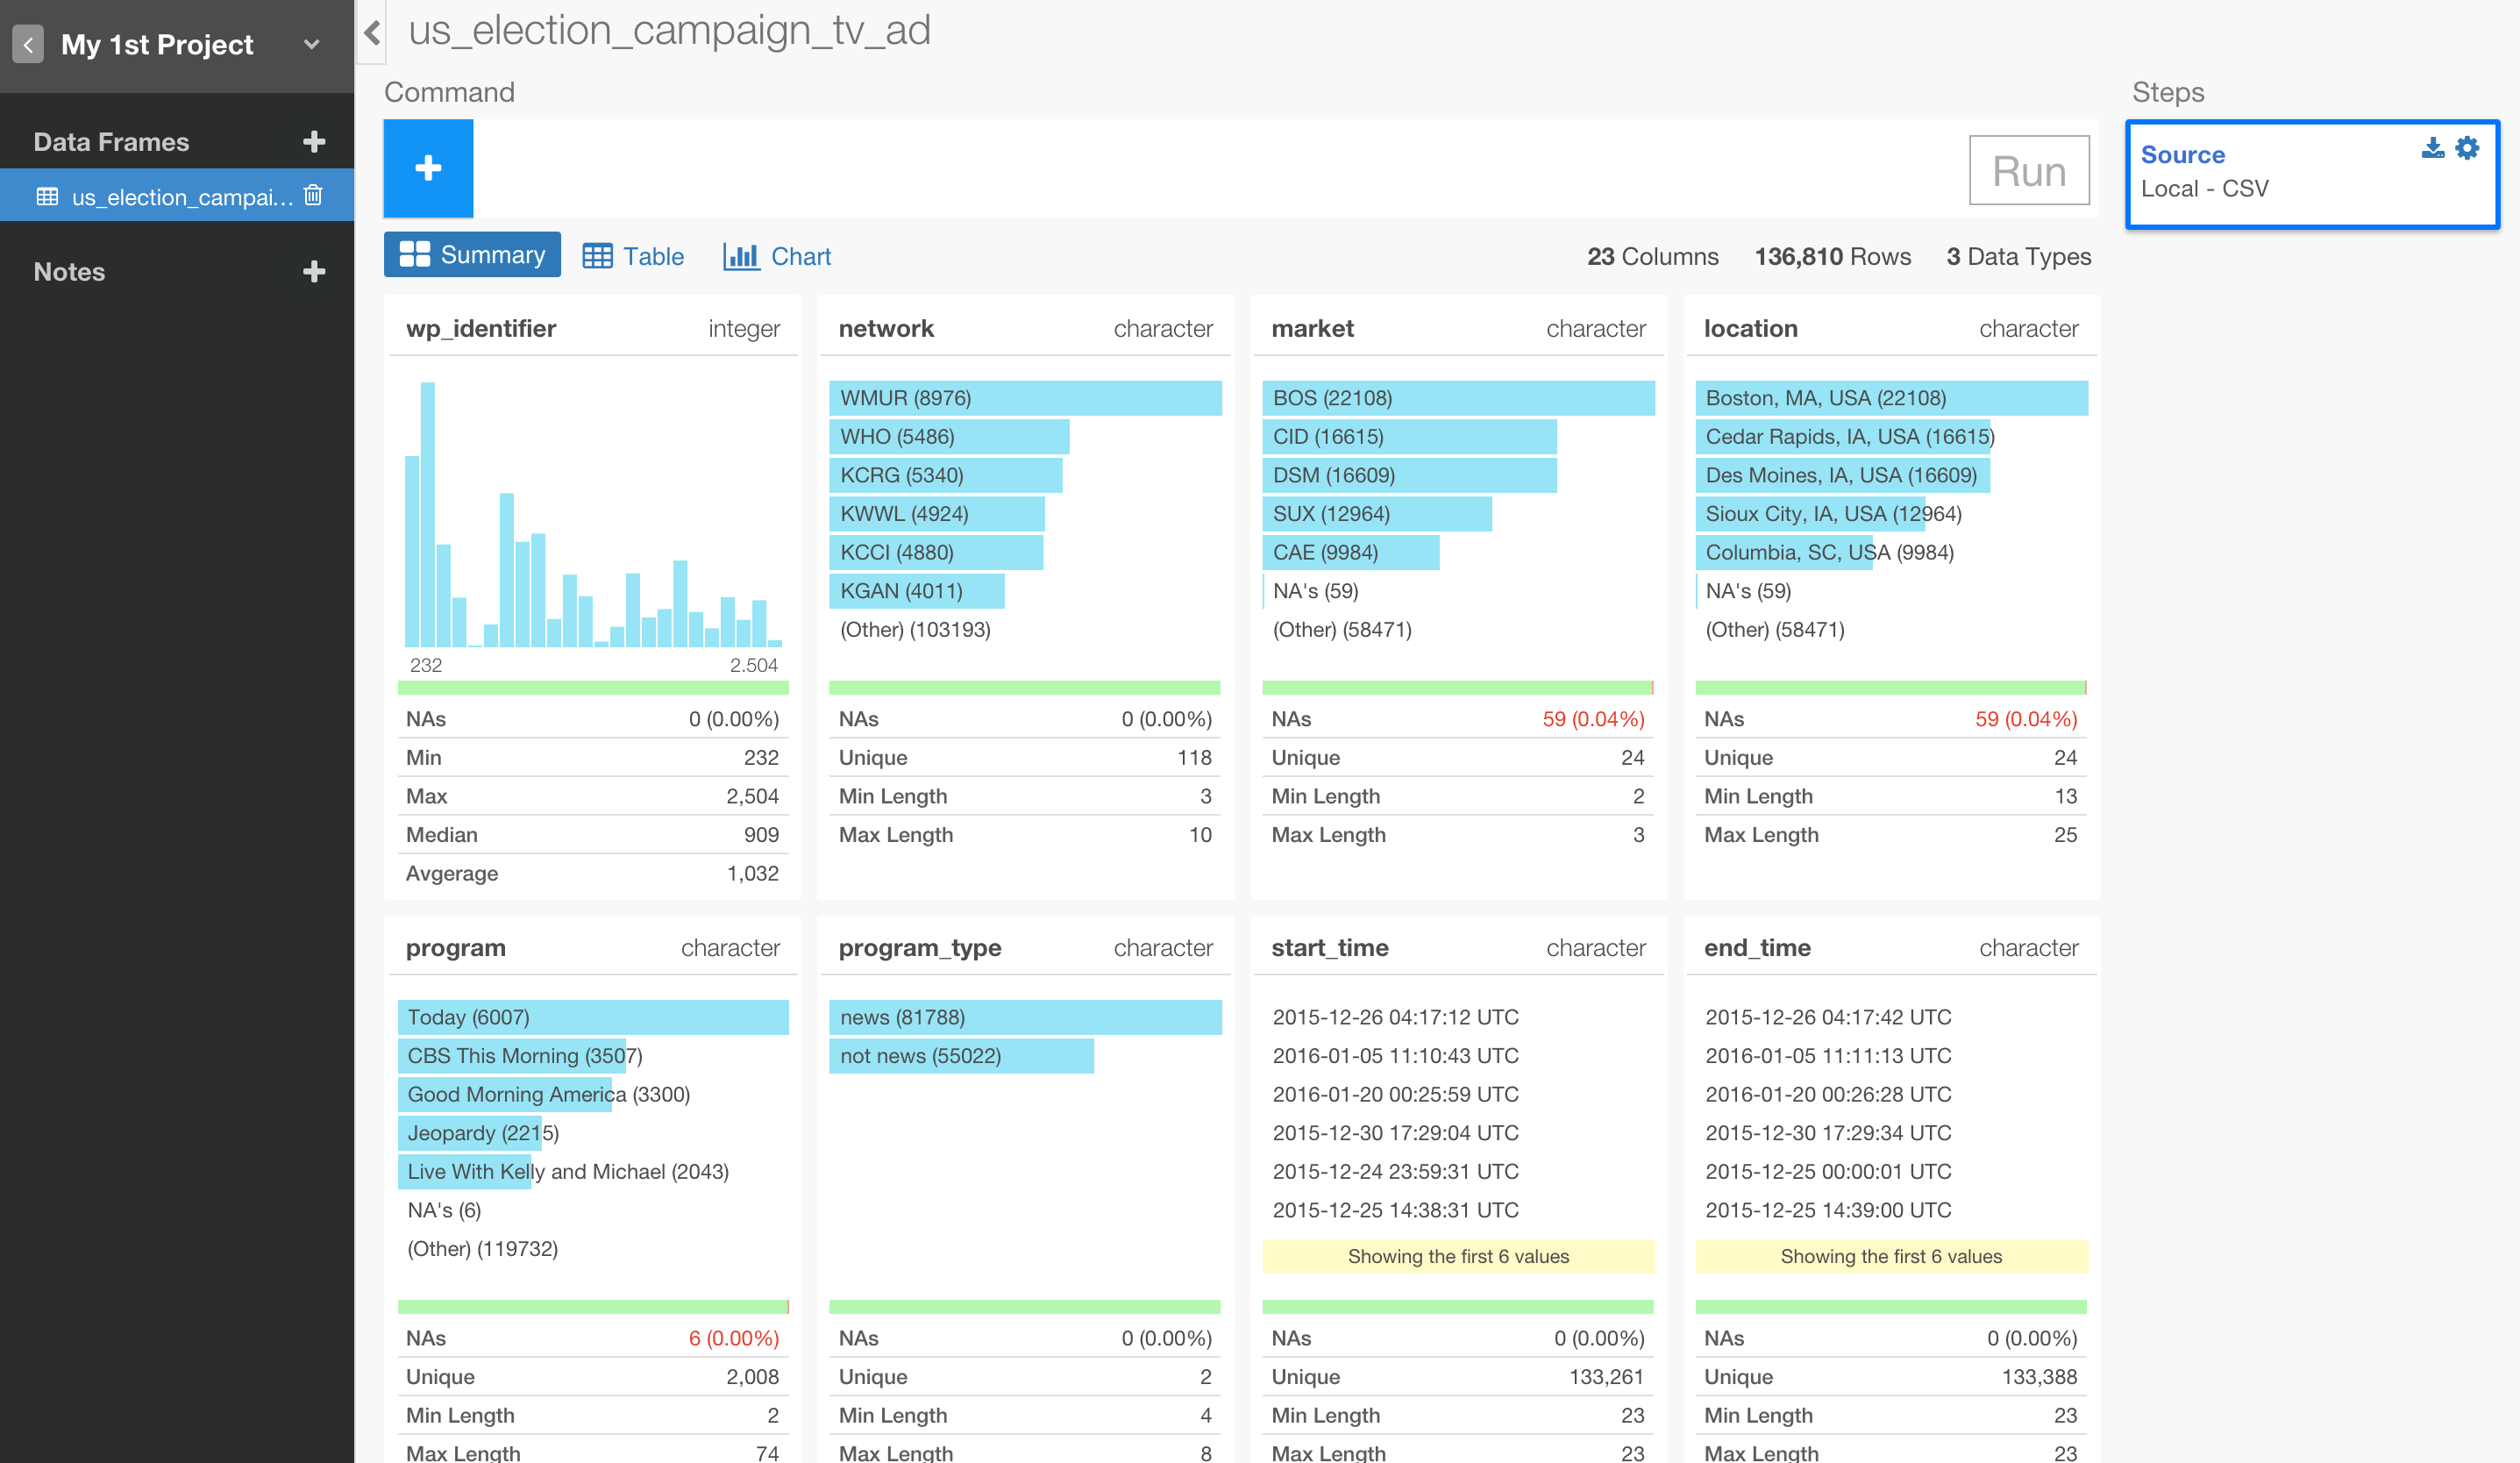 My 1st Project
Data Frames
us_election_campai...
Notes
us_election_campaign_tv_ad
Command
Run
Summary
Table
Chart
23 Columns
136,810 Rows
3 Data Types
wp_identifier integer
232 2.504
NAs 0 (0.00%)
Min 232
Max 2,504
Median 909
Avgerage 1,032
network character
WMUR (8976)
WHO (5486)
KCRG (5340)
KWWL (4924)
KCCI (4880)
KGAN (4011)
(Other) (103193)
NAs 0 (0.00%)
Unique 118
Min Length 3
Max Length 10
market character
BOS (22108)
CID (16615)
DSM (16609)
SUX (12964)
CAE (9984)
NA's (59)
(Other) (58471)
NAs 59 (0.04%)
Unique 24
Min Length 2
Max Length 3
location character
Boston, MA, USA (22108)
Cedar Rapids, IA, USA (16615)
Des Moines, IA, USA (16609)
Sioux City, IA, USA (12964)
Columbia, SC, USA (9984)
NA's (59)
(Other) (58471)
NAs 59 (0.04%)
Unique 24
Min Length 13
Max Length 25
program character
Today (6007)
CBS This Morning (3507)
Good Morning America (3300)
Jeopardy (2215)
Live With Kelly and Michael (2043)
NA's (6)
(Other) (119732)
NAs 6 (0.00%)
Unique 2,008
Min Length 2
Max Length 74
program_type character
news (81788)
not news (55022)
NAs 0 (0.00%)
Unique 2
Min Length 4
Max Length 8
start_time character
2015-12-26 04:17:12 UTC
2016-01-05 11:10:43 UTC
2016-01-20 00:25:59 UTC
2015-12-30 17:29:04 UTC
2015-12-24 23:59:31 UTC
2015-12-25 14:38:31 UTC
Showing the first 6 values
NAs 0 (0.00%)
Unique 133,261
Min Length 23
Max Length 23
end_time character
2015-12-26 04:17:42 UTC
2016-01-05 11:11:13 UTC
2016-01-20 00:26:28 UTC
2015-12-30 17:29:34 UTC
2015-12-25 00:00:01 UTC
2015-12-25 14:39:00 UTC
Showing the first 6 values
NAs 0 (0.00%)
Unique 133,388
Min Length 23
Max Length 23
Steps
Source
Local - CSV